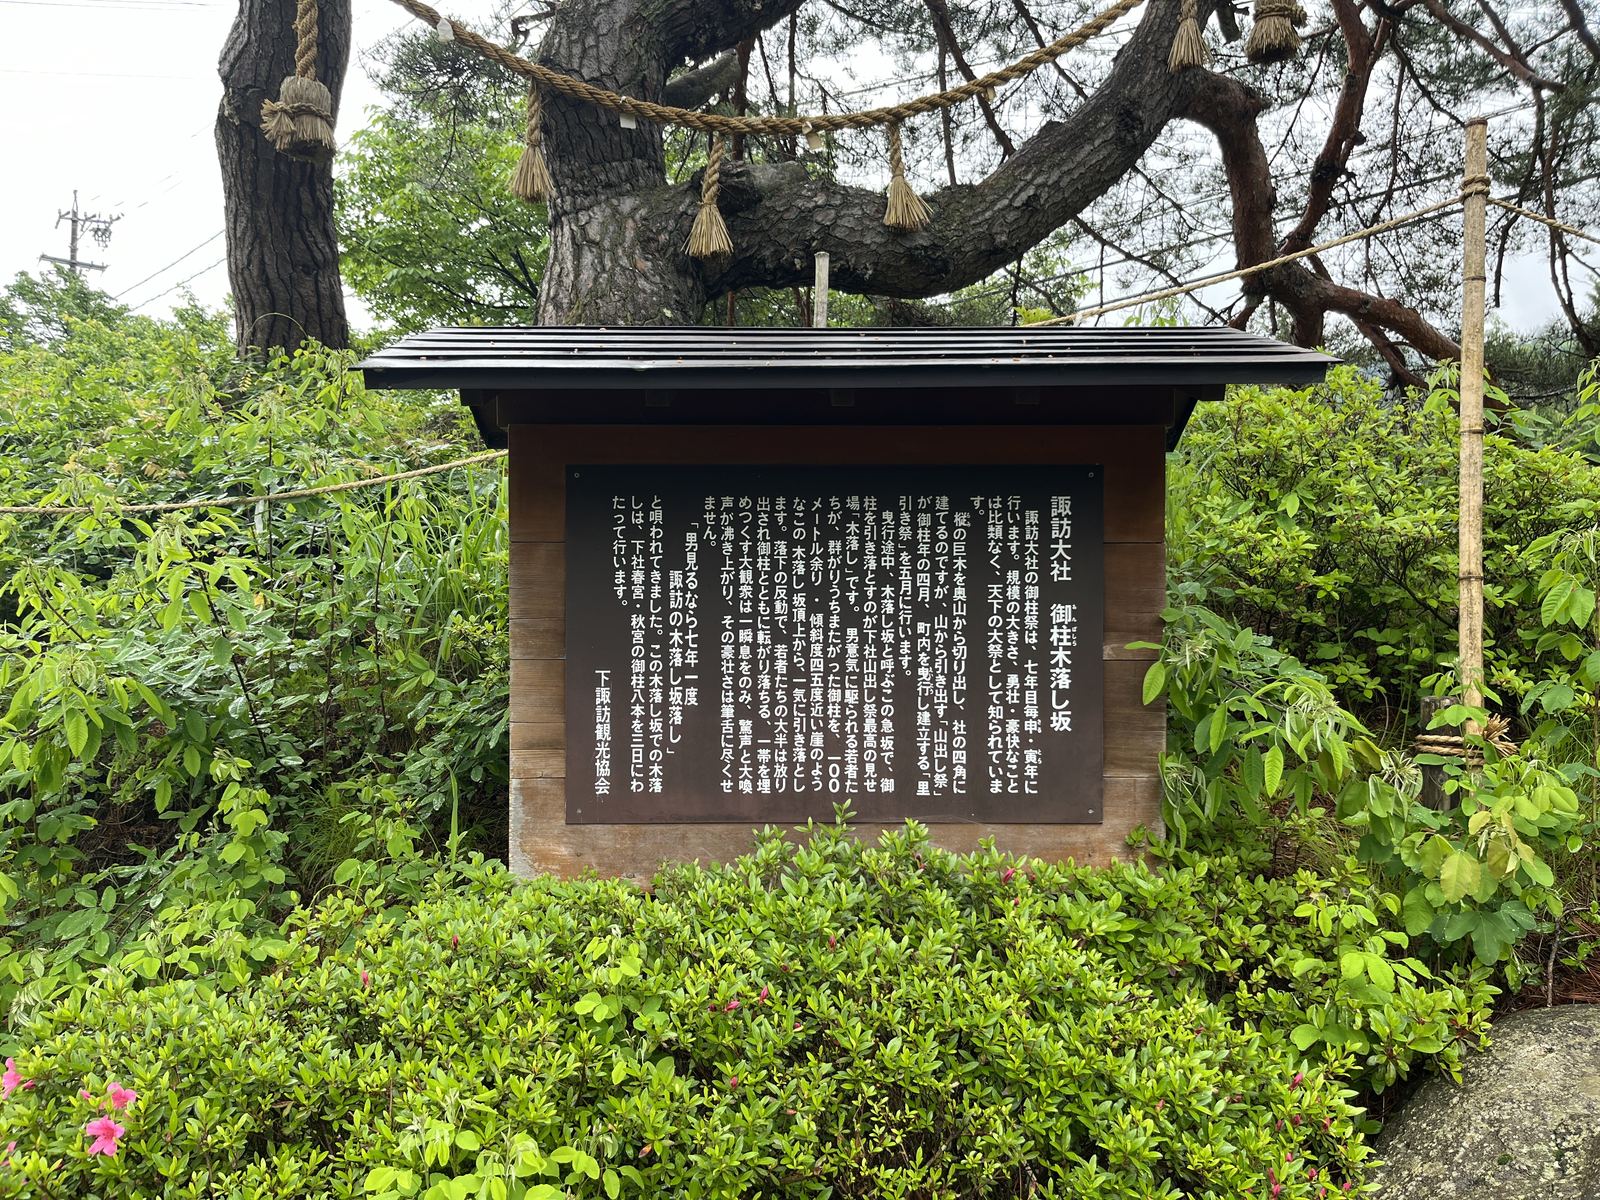 諏訪大社　御柱木落し坂
諏訪大社の御柱祭は、七年目毎甲・寅年に
行います。規模の大きさ、勇壮・豪快なこと
は比類なく、天下の大祭として知られていま
す。
樅の巨木を奥山から切り出し、社の四角に
建てるのですが、山から引き出す「山出し祭」
が御柱年の四月、町内を曳行し建立する「里
引き祭」を五月に行います。
曳行途中、木落し坂と呼ぶこの急坂で、御
柱を引き落とすのが下社山出し祭最高の見せ
場「木落し」です。男意気に駆られる若者た
ちが、群がりうちまたがった御柱を、一〇〇
メートル余り・傾斜度四五度近い崖のよう
なこの木落し坂頂上から、一気に引き落とし
ます。落下の反動で、若者たちの大半は放り
出され御柱とともに転がり落ちる、一帯を埋
めつくす大観衆は一瞬息をのみ、驚声と大喚
声が沸き上がり、その豪壮さは筆舌に尽くせ
ません。
「男見るなら七年一度
諏訪の木落し坂落し」
と唄われてきました。この木落し坂での木落
しは、下社春宮・秋宮の御柱八本を三日にわ
たって行います。
下諏訪観光協会